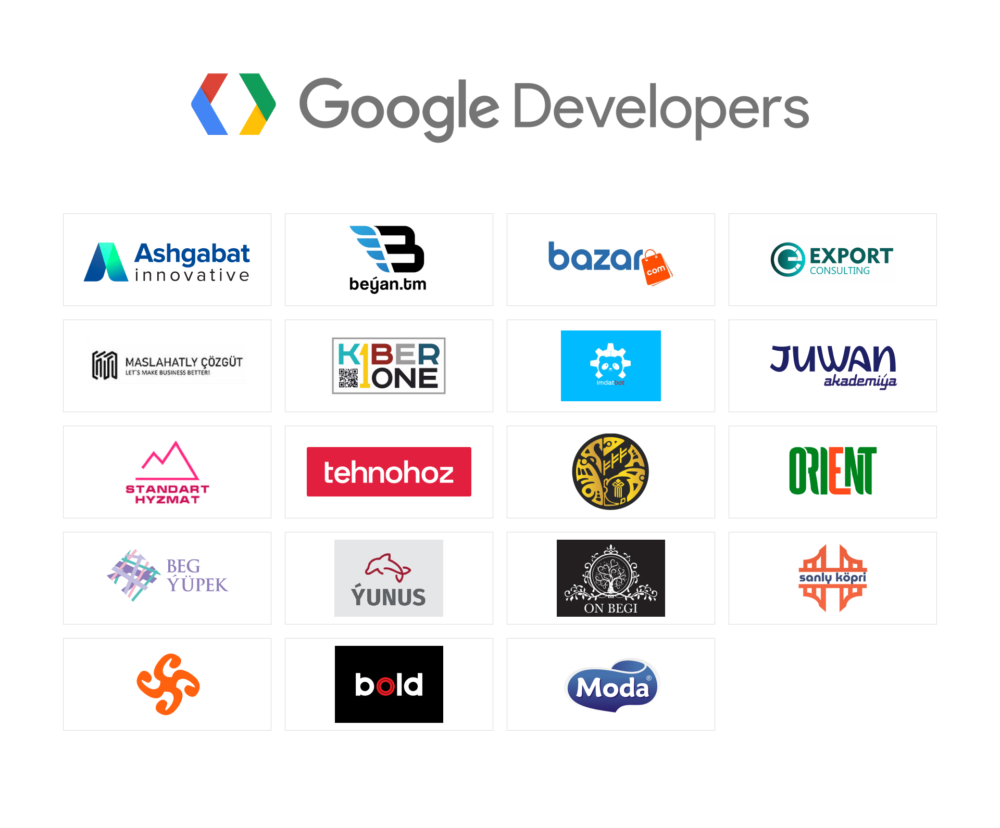 Google Developers
Ashgabat
innovative
beýan.tm
bazar
com
EXPORT
CONSULTING
MASLAHATLY ÇÖZGÜT
LET'S MAKE BUSINESS BETTER!
K1BER
ONE
Imdatbot
JUWAN
akademiýa
STANDART
HYZMAT
tehnohoz
ORIENT
BEG
ÝÜPEK
ÝUNUS
ON BEGI
sanly köpri
bold
Moda®